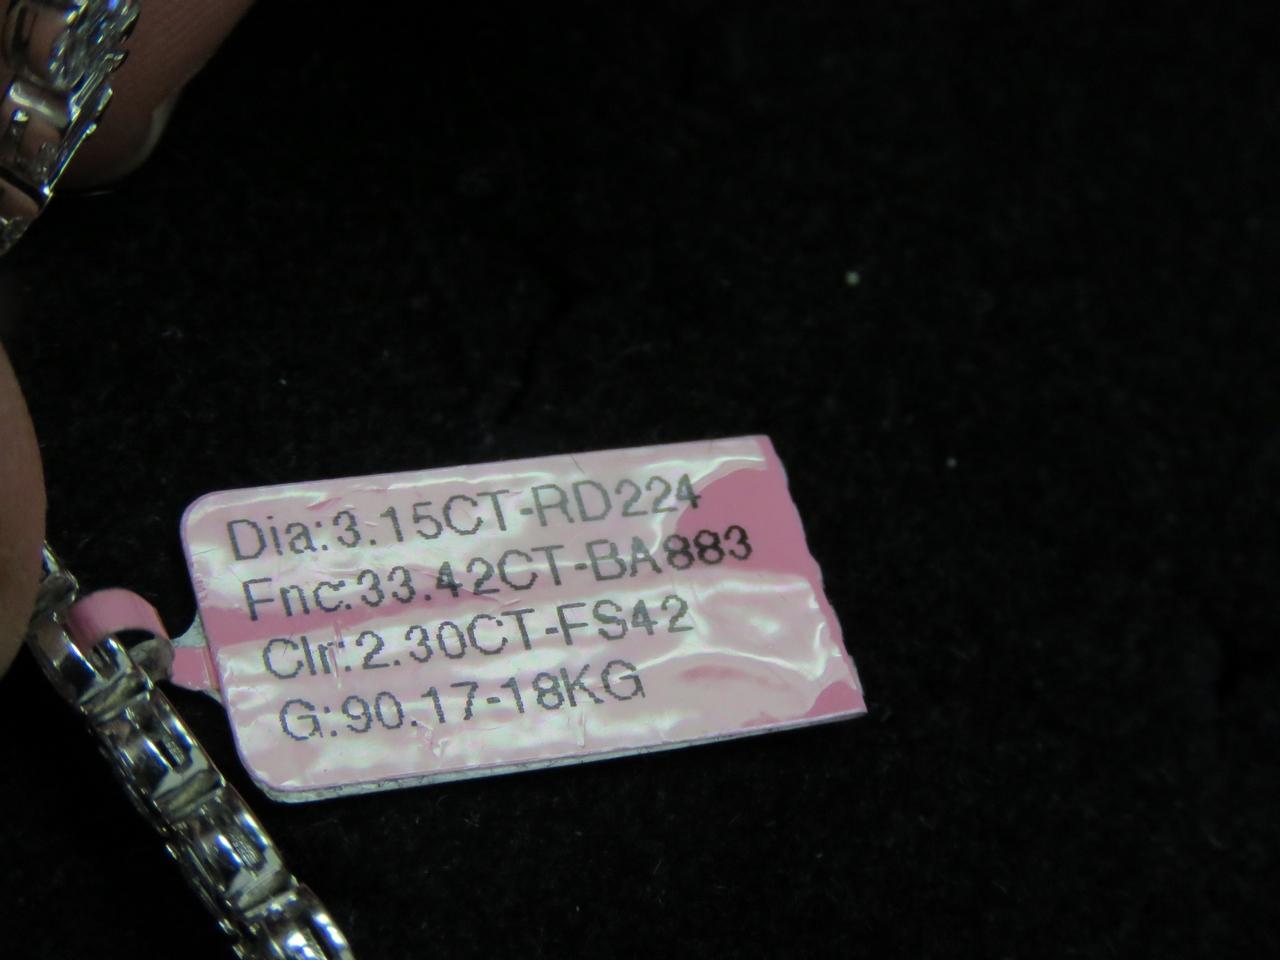 Dia:3.15CT-RD224
Fnc:33.42CT-BA883
Clr:2.30CT-FS42
G:90.17-18KG